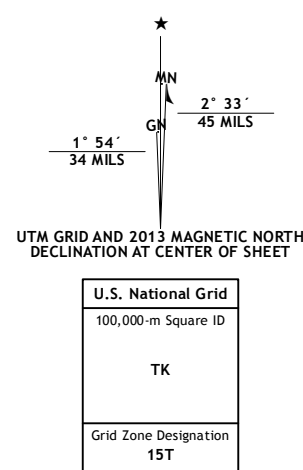 ★
MN
GN
2° 33´
45 MILS
1° 54´
34 MILS
UTM GRID AND 2013 MAGNETIC NORTH
DECLINATION AT CENTER OF SHEET
U.S. National Grid
100,000-m Square ID
TK
Grid Zone Designation
15T